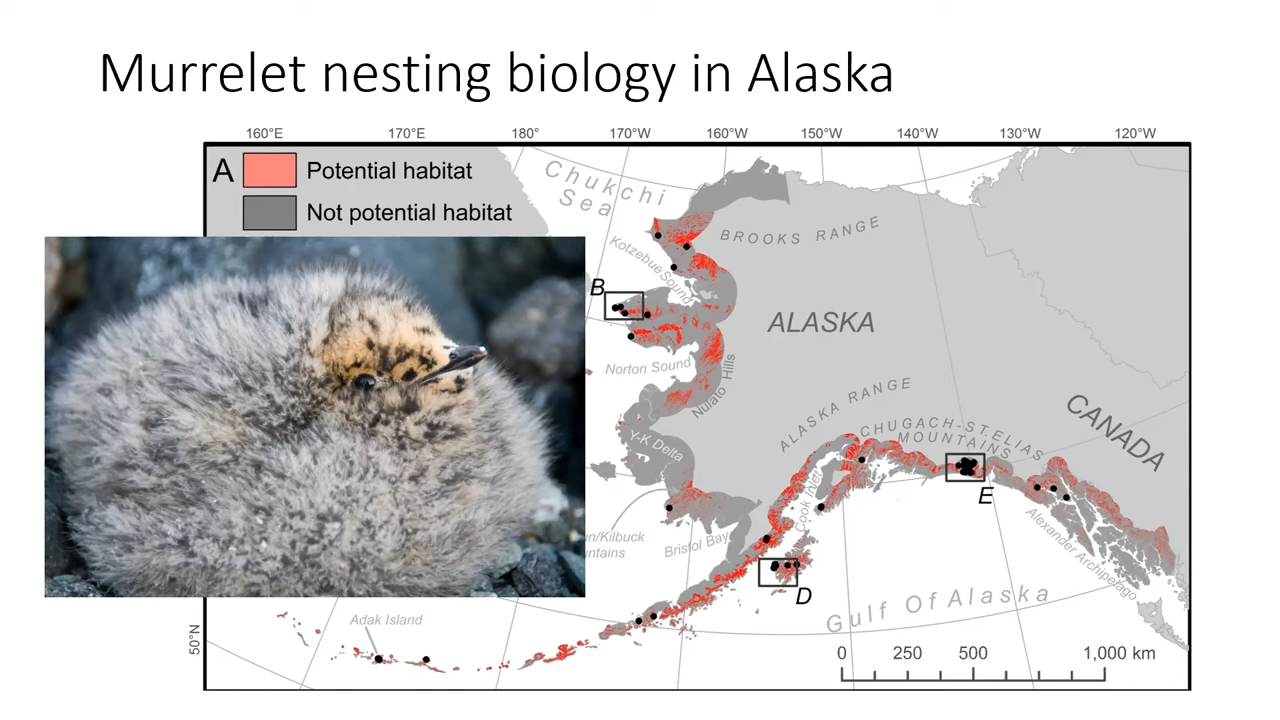 Murrelet nesting biology in Alaska
160°E 170°E 180° 170°W 160°W 150°W 140°W 130°W 120°W
A Potential habitat
Not potential habitat
Chukchi
Sea
BROOKS RANGE
Kotzebue Sound
B
ALASKA
Norton Sound
Nulato Hills
ALASKA RANGE
CHUGACH-STELIAS
MOUNTAINS
CANADA
Y-K Delta
E
Cook Inlet
n/Kilbuck
ntains
Bristol Bay
Alexander Archipelago
D
Gulf Of Alaska
Adak Island
50°N
0 250 500 1,000 km